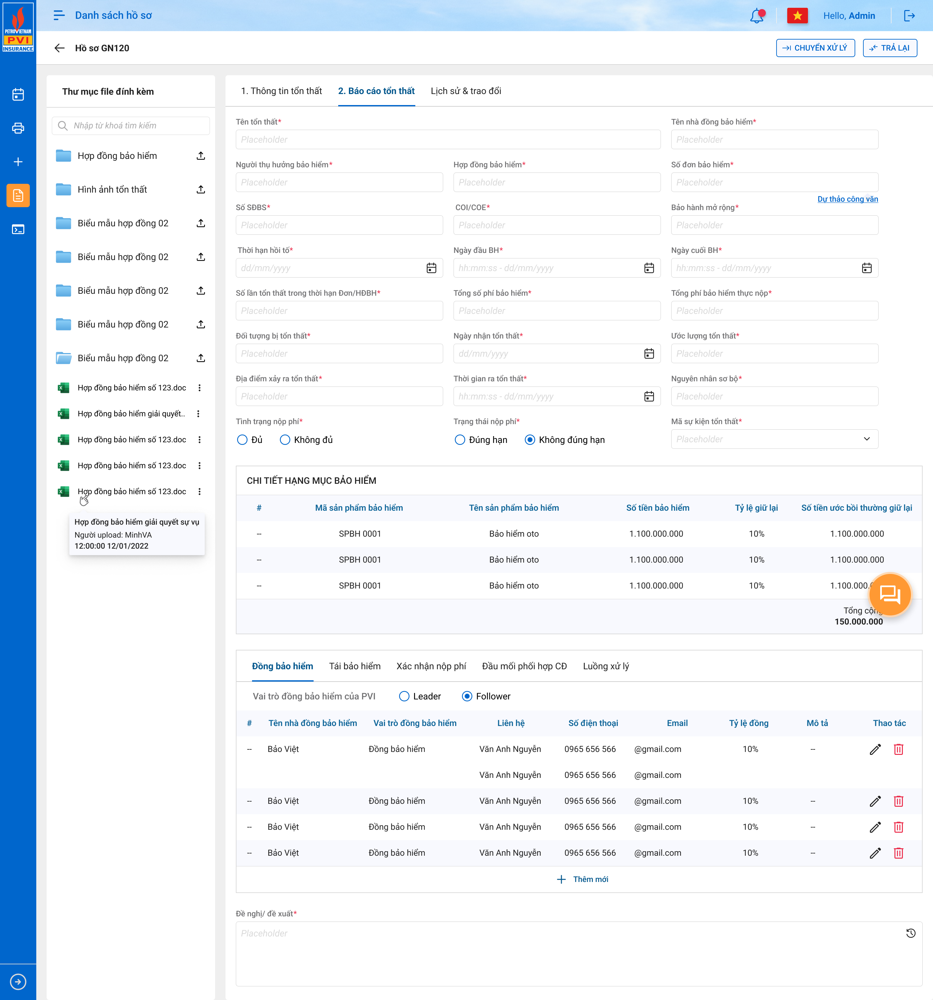 PETROVIETNAM
PVI
INSURANCE
Danh sách hồ sơ
Hello, Admin
Hồ sơ GN120
CHUYỂN XỬ LÝ
TRẢ LẠI
Thư mục file đính kèm
Nhập từ khoá tìm kiếm
Hợp đồng bảo hiểm
Hình ảnh tổn thất
Biểu mẫu hợp đồng 02
Biểu mẫu hợp đồng 02
Biểu mẫu hợp đồng 02
Biểu mẫu hợp đồng 02
Biểu mẫu hợp đồng 02
Hợp đồng bảo hiểm số 123.doc
Hợp đồng bảo hiểm giải quyết..
Hợp đồng bảo hiểm số 123.doc
Hợp đồng bảo hiểm số 123.doc
Hợp đồng bảo hiểm số 123.doc
Hợp đồng bảo hiểm giải quyết sự vụ
Người upload: MinhVA
12:00:00 12/01/2022
1. Thông tin tổn thất 2. Báo cáo tổn thất Lịch sử & trao đổi
Tên tổn thất* Tên nhà đồng bảo hiểm*
Placeholder Placeholder
Người thụ hưởng bảo hiểm* Hợp đồng bảo hiểm* Số đơn bảo hiểm*
Placeholder Placeholder Placeholder
Dự thảo công văn
Số SĐBS* COI/COE* Bảo hành mở rộng*
Placeholder Placeholder Placeholder
Thời hạn hồi tố* Ngày đầu BH* Ngày cuối BH*
dd/mm/yyyy hh:mm:ss - dd/mm/yyyy hh:mm:ss - dd/mm/yyyy
Số lần tổn thất trong thời hạn Đơn/HĐBH* Tổng số phí bảo hiểm* Tổng phí bảo hiểm thực nộp*
Placeholder Placeholder Placeholder
Đối tượng bị tổn thất* Ngày nhận tổn thất* Ước lượng tổn thất*
Placeholder dd/mm/yyyy Placeholder
Địa điểm xảy ra tổn thất* Thời gian ra tổn thất* Nguyên nhân sơ bộ*
Placeholder hh:mm:ss - dd/mm/yyyy Placeholder
Tình trạng nộp phí* Trạng thái nộp phí* Mã sự kiện tổn thất*
Đủ Không đủ Đúng hạn Không đúng hạn Placeholder
CHI TIẾT HẠNG MỤC BẢO HIỂM
# Mã sản phẩm bảo hiểm Tên sản phẩm bảo hiểm Số tiền bảo hiểm Tỷ lệ giữ lại Số tiền ước bồi thường giữ lại
-- SPBH 0001 Bảo hiểm oto 1.100.000.000 10% 1.100.000.000
-- SPBH 0001 Bảo hiểm oto 1.100.000.000 10% 1.100.000.000
-- SPBH 0001 Bảo hiểm oto 1.100.000.000 10% 1.100.000.
Tổng cộng
150.000.000
Đồng bảo hiểm Tái bảo hiểm Xác nhận nộp phí Đầu mối phối hợp CĐ Luồng xử lý
Vai trò đồng bảo hiểm của PVI Leader Follower
# Tên nhà đồng bảo hiểm Vai trò đồng bảo hiểm Liên hệ Số điện thoại Email Tỷ lệ đồng Mô tả Thao tác
-- Bảo Việt Đồng bảo hiểm Văn Anh Nguyễn 0965 656 566 @gmail.com 10% --
Văn Anh Nguyễn 0965 656 566 @gmail.com
-- Bảo Việt Đồng bảo hiểm Văn Anh Nguyễn 0965 656 566 @gmail.com 10% --
-- Bảo Việt Đồng bảo hiểm Văn Anh Nguyễn 0965 656 566 @gmail.com 10% --
-- Bảo Việt Đồng bảo hiểm Văn Anh Nguyễn 0965 656 566 @gmail.com 10% --
Thêm mới
Đề nghị/ đề xuất*
Placeholder